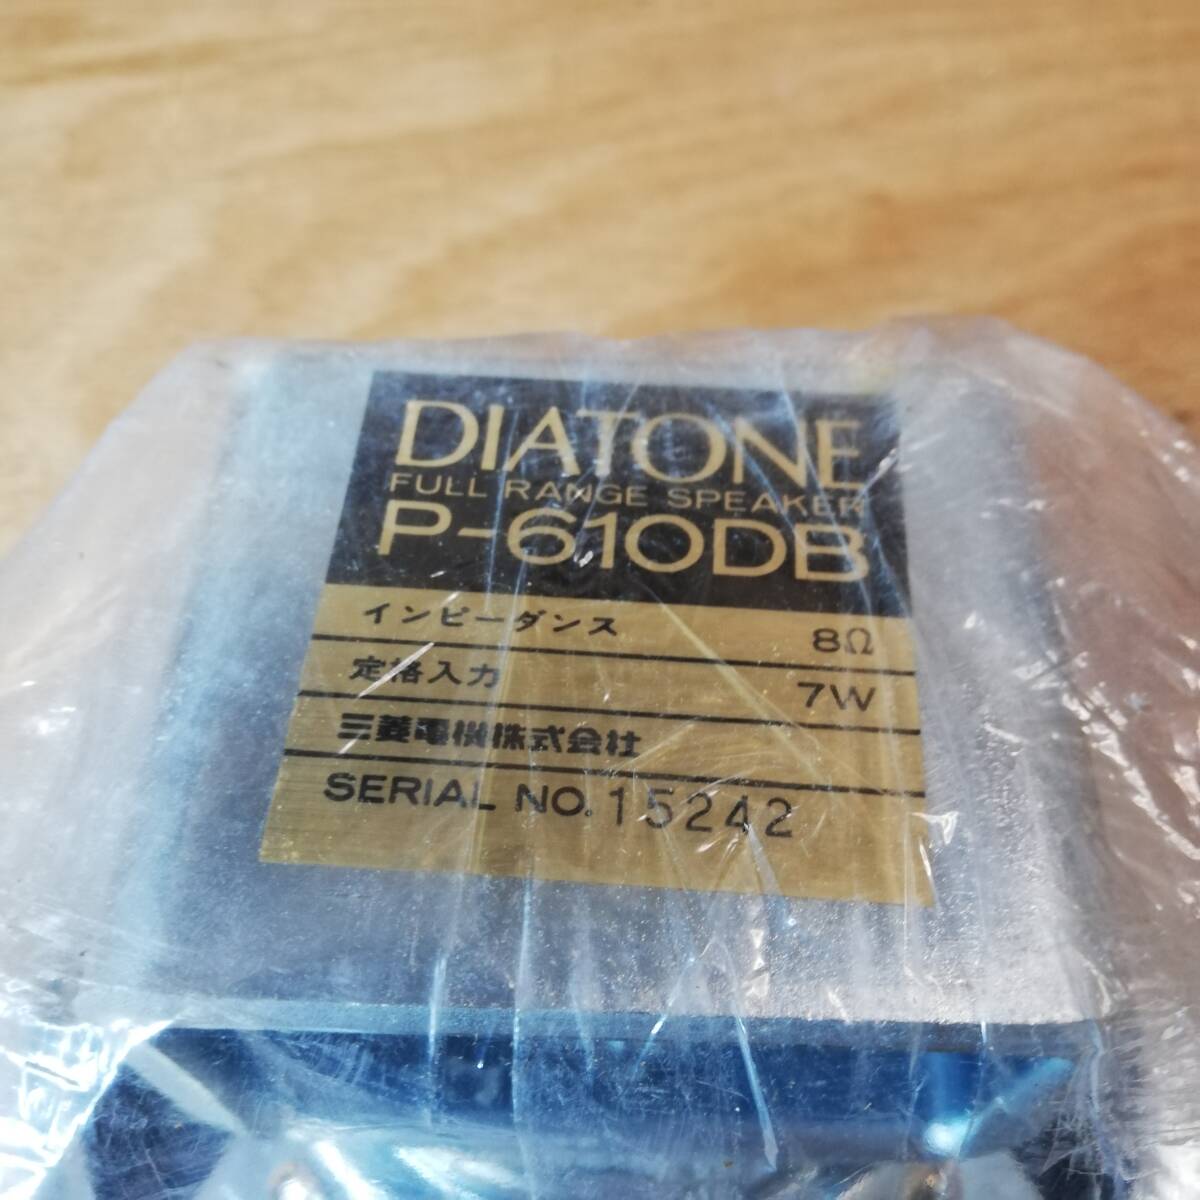 DIATONE
FULL RANGE SPEAKER
P-610DB
インピーダンス 8Ω
定格入力 7W
三菱電機株式会社
SERIAL NO. 15242